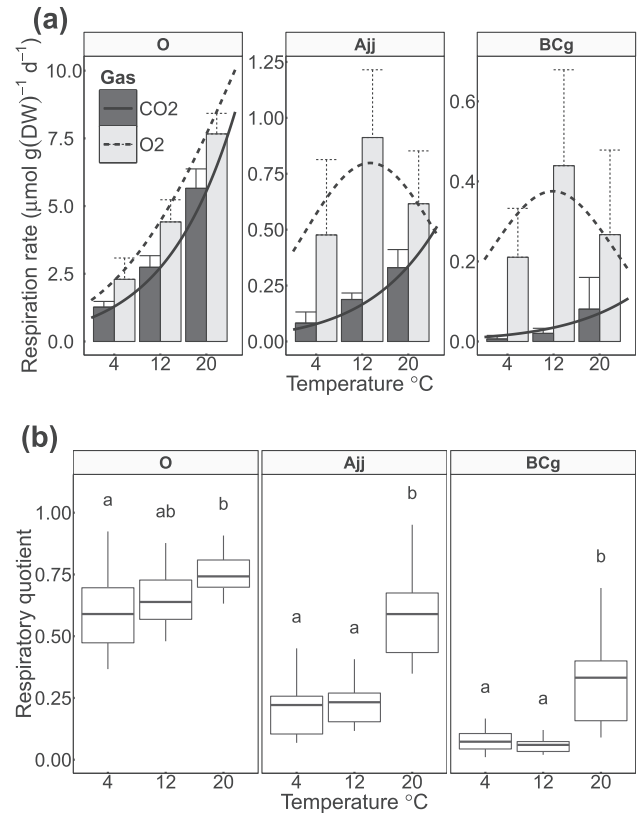 (a)
O Ajj BCg
Respiration rate (μmol g(DW)⁻¹ d⁻¹)
10.0
7.5
5.0
2.5
0.0
Gas
CO2
O2
1.25
1.00
0.75
0.50
0.25
0.00
0.6
0.4
0.2
0.0
4 12 20 4 12 20 4 12 20
Temperature °C
(b)
O Ajj BCg
Respiratory quotient
1.00
0.75
0.50
0.25
0.00
a ab b
a a b
a a b
4 12 20 4 12 20 4 12 20
Temperature °C